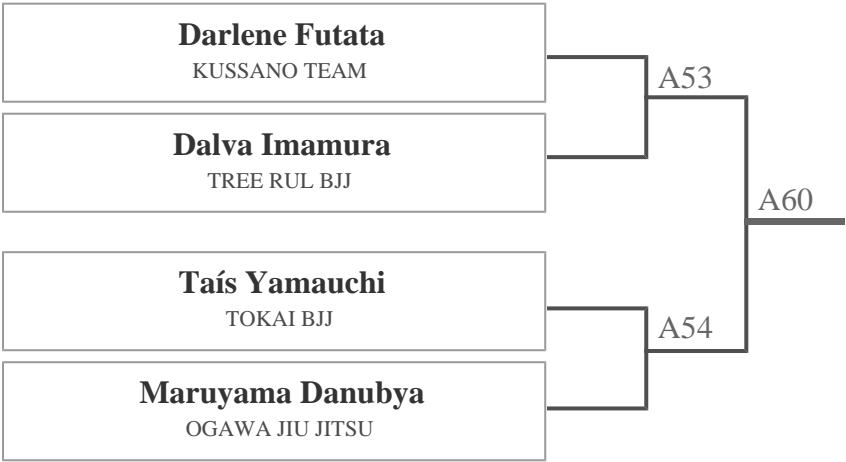 Darlene Futata
KUSSANO TEAM
A53
Dalva Imamura
TREE RUL BJJ
A60
Taís Yamauchi
TOKAI BJJ
A54
Maruyama Danubya
OGAWA JIU JITSU